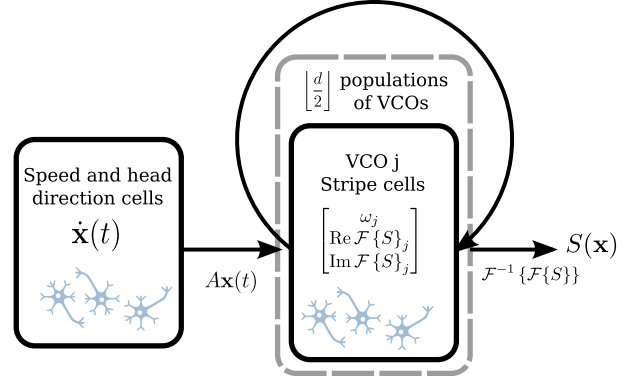 ⌊d/2⌋ populations
of VCOs
Speed and head
direction cells
ẋ(t)
Ax(t)
VCO j
Stripe cells
ω_j
Re ℱ {S}_j
Im ℱ {S}_j
S(x)
ℱ⁻¹ {ℱ{S}}